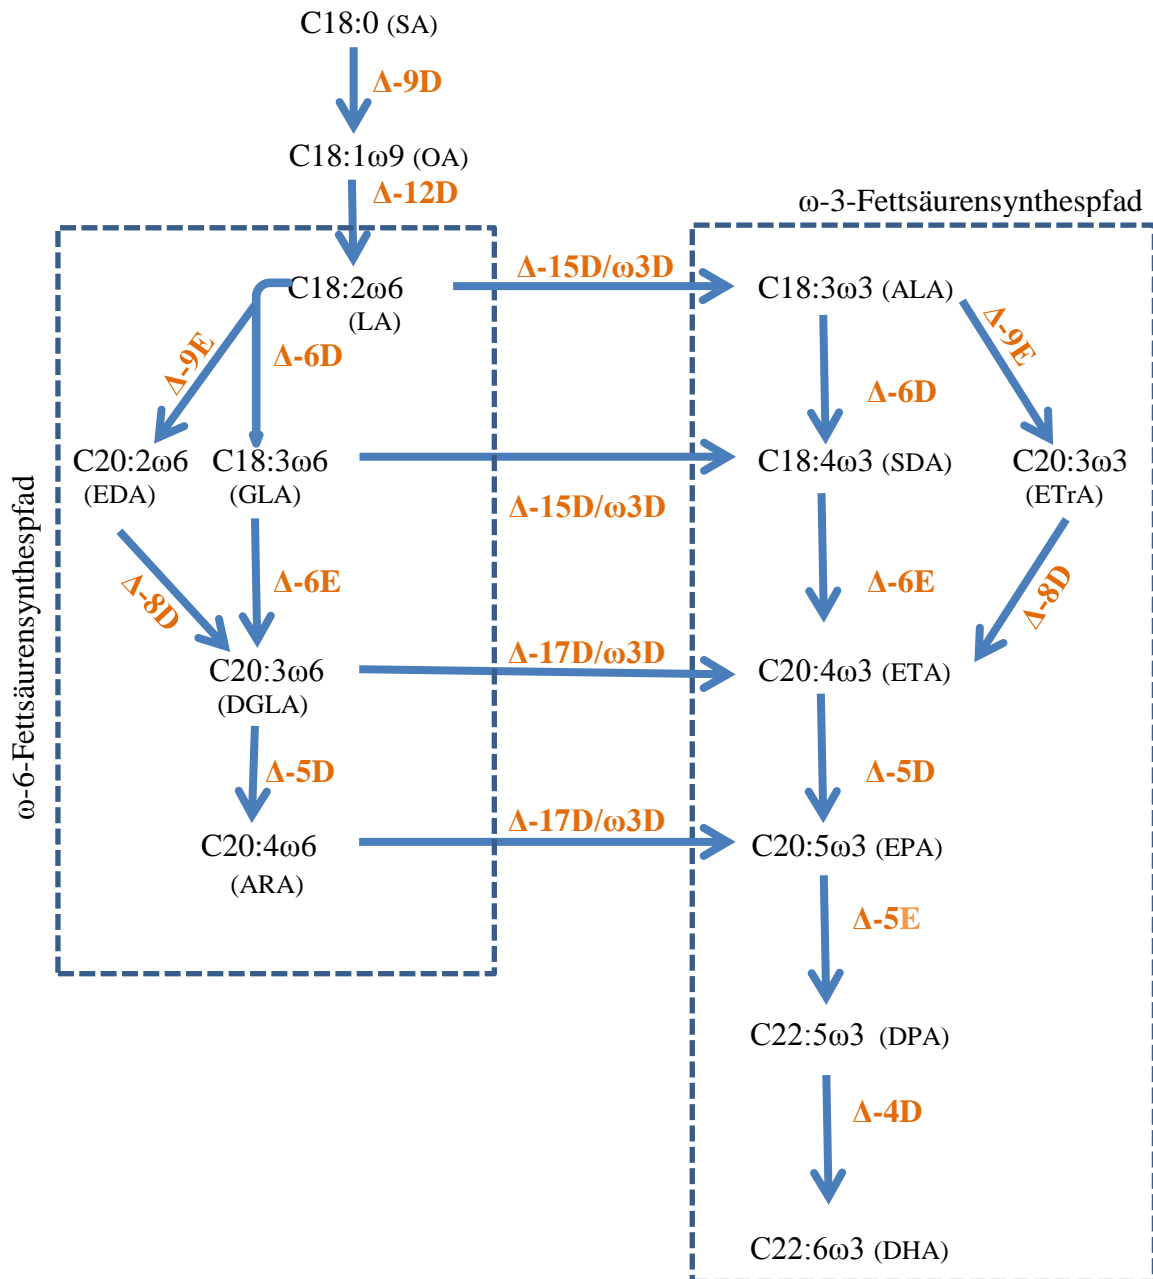 C18:0 (SA)
Δ-9D
C18:1ω9 (OA)
Δ-12D
ω-3-Fettsäurensynthespfad
ω-6-Fettsäurensynthespfad
C18:2ω6
(LA)
Δ-15D/ω3D
C18:3ω3 (ALA)
Δ-9E
Δ-6D
Δ-6D
Δ-9E
C20:2ω6
(EDA)
C18:3ω6
(GLA)
Δ-15D/ω3D
C18:4ω3 (SDA)
C20:3ω3
(ETrA)
Δ-8D
Δ-6E
Δ-6E
Δ-8D
C20:3ω6
(DGLA)
Δ-17D/ω3D
C20:4ω3 (ETA)
Δ-5D
Δ-5D
C20:4ω6
(ARA)
Δ-17D/ω3D
C20:5ω3 (EPA)
Δ-5E
C22:5ω3 (DPA)
Δ-4D
C22:6ω3 (DHA)